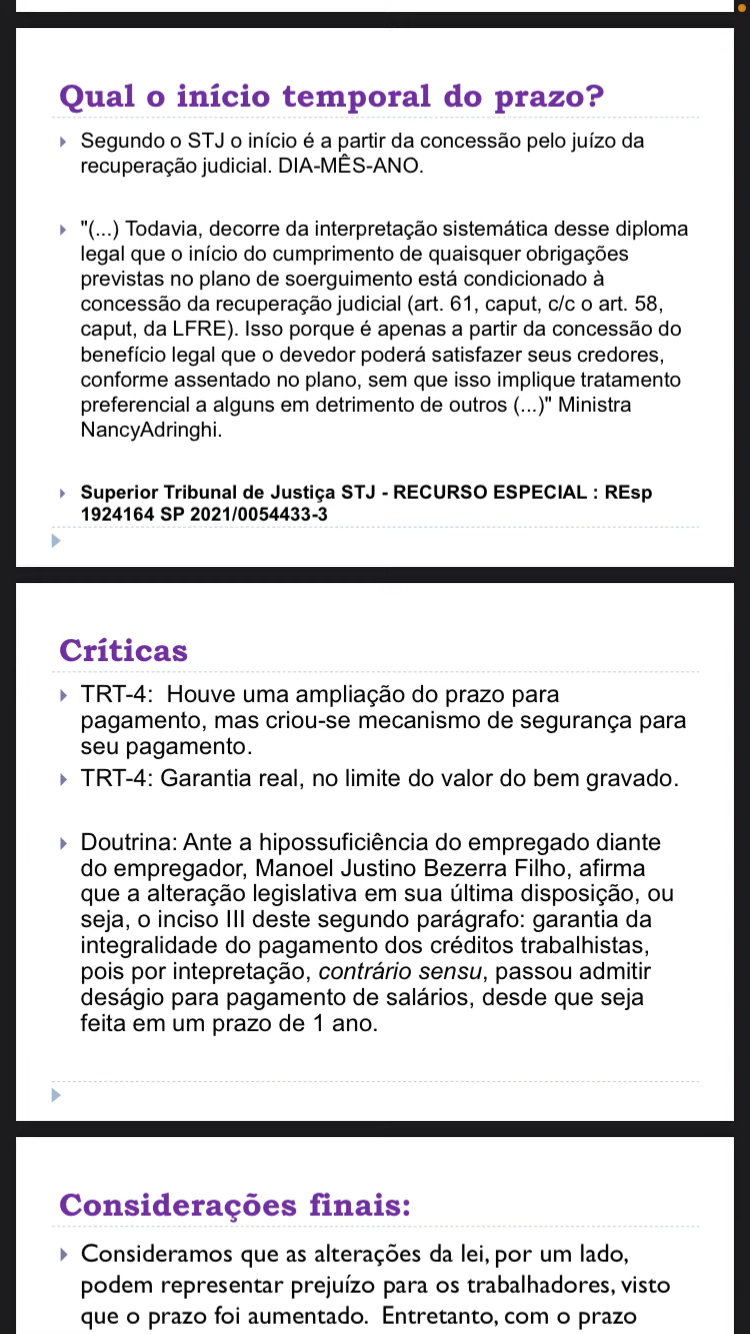 Qual o início temporal do prazo?
Segundo o STJ o início é a partir da concessão pelo juízo da
recuperação judicial. DIA-MÊS-ANO.
"(...) Todavia, decorre da interpretação sistemática desse diploma
legal que o início do cumprimento de quaisquer obrigações
previstas no plano de soerguimento está condicionado à
concessão da recuperação judicial (art. 61, caput, c/c o art. 58,
caput, da LFRE). Isso porque é apenas a partir da concessão do
benefício legal que o devedor poderá satisfazer seus credores,
conforme assentado no plano, sem que isso implique tratamento
preferencial a alguns em detrimento de outros (...)" Ministra
NancyAdringhi.
Superior Tribunal de Justiça STJ - RECURSO ESPECIAL : REsp
1924164 SP 2021/0054433-3
Críticas
TRT-4:  Houve uma ampliação do prazo para
pagamento, mas criou-se mecanismo de segurança para
seu pagamento.
TRT-4: Garantia real, no limite do valor do bem gravado.
Doutrina: Ante a hipossuficiência do empregado diante
do empregador, Manoel Justino Bezerra Filho, afirma
que a alteração legislativa em sua última disposição, ou
seja, o inciso III deste segundo parágrafo: garantia da
integralidade do pagamento dos créditos trabalhistas,
pois por intepretação, contrário sensu, passou admitir
deságio para pagamento de salários, desde que seja
feita em um prazo de 1 ano.
Considerações finais:
Consideramos que as alterações da lei, por um lado,
podem representar prejuízo para os trabalhadores, visto
que o prazo foi aumentado.  Entretanto, com o prazo